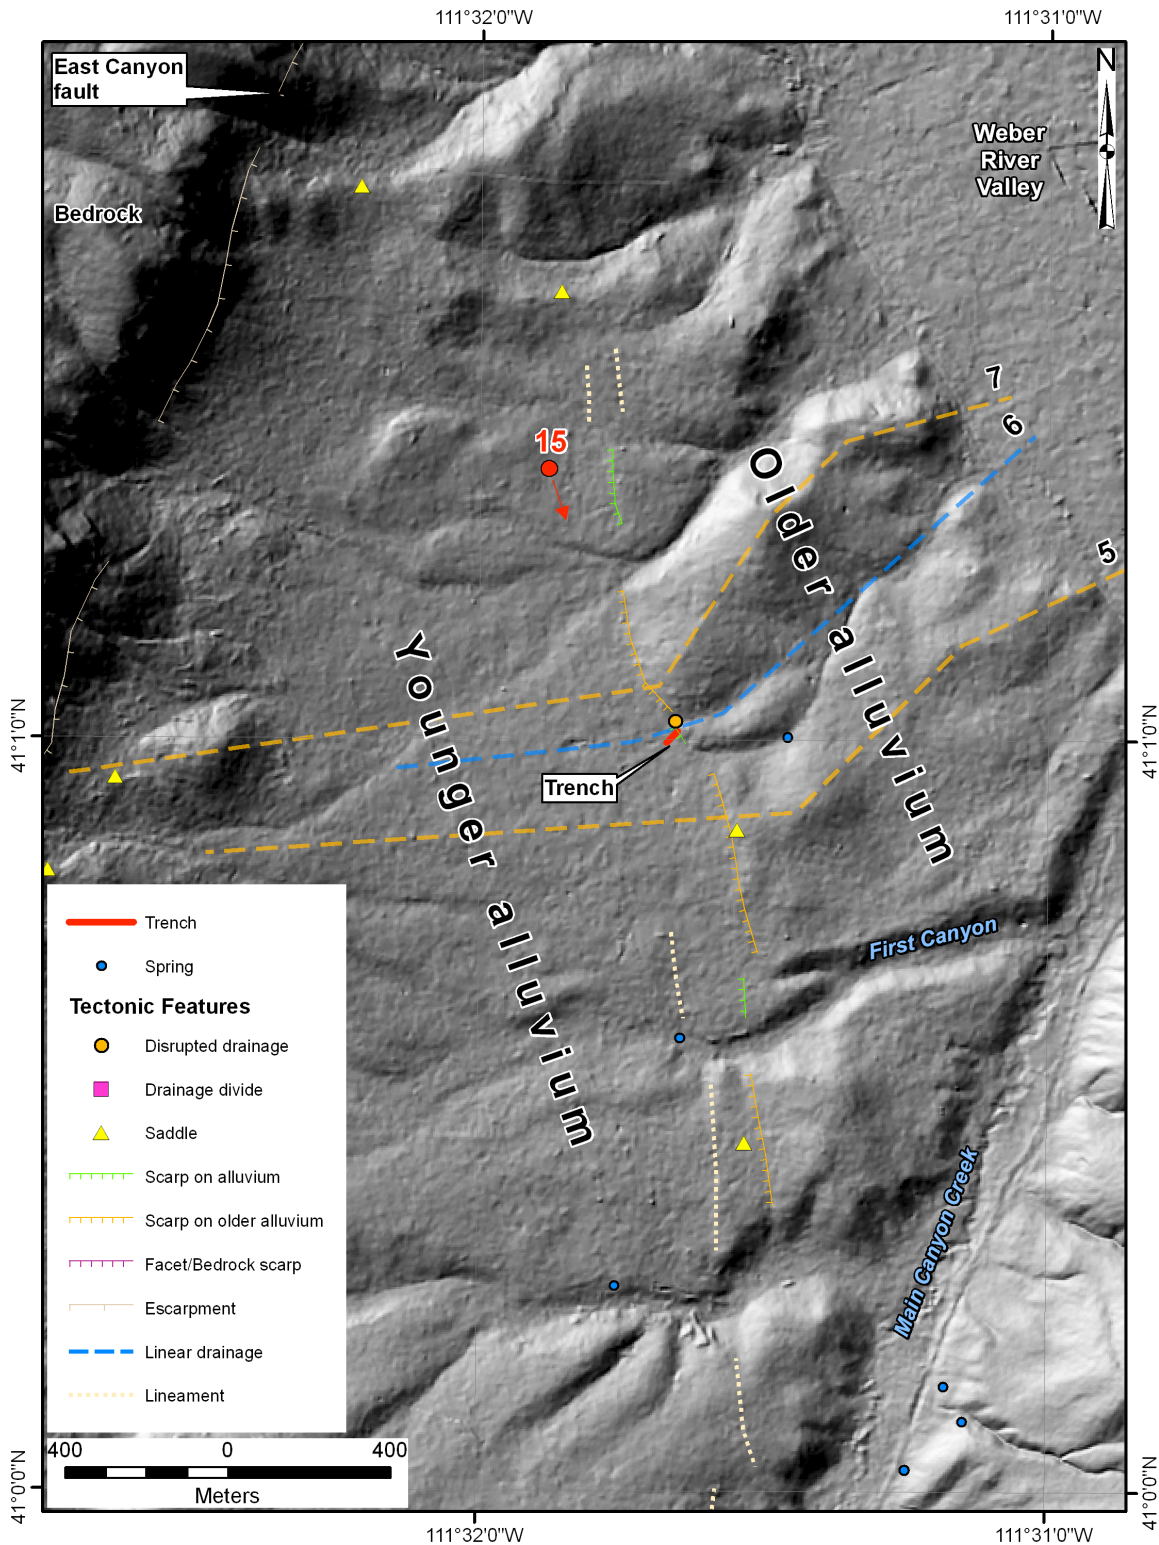 111°32'0"W
111°31'0"W
East Canyon
fault
N
Weber
River
Valley
Bedrock
7
6
15
Older alluvium
5
Younger alluvium
41°1'0"N
41°1'0"N
Trench
First Canyon
Trench
Spring
Tectonic Features
Disrupted drainage
Drainage divide
Saddle
Scarp on alluvium
Scarp on older alluvium
Facet/Bedrock scarp
Escarpment
Linear drainage
Lineament
Main Canyon Creek
400 0 400
Meters
41°0'0"N
41°0'0"N
111°32'0"W
111°31'0"W